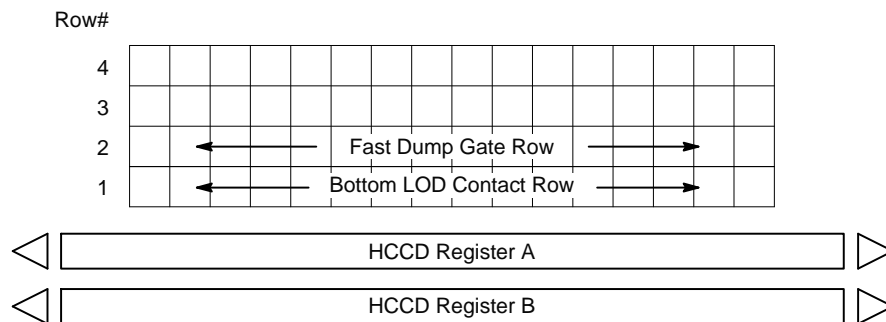 Row#
4
3
2 Fast Dump Gate Row
1 Bottom LOD Contact Row
HCCD Register A
HCCD Register B